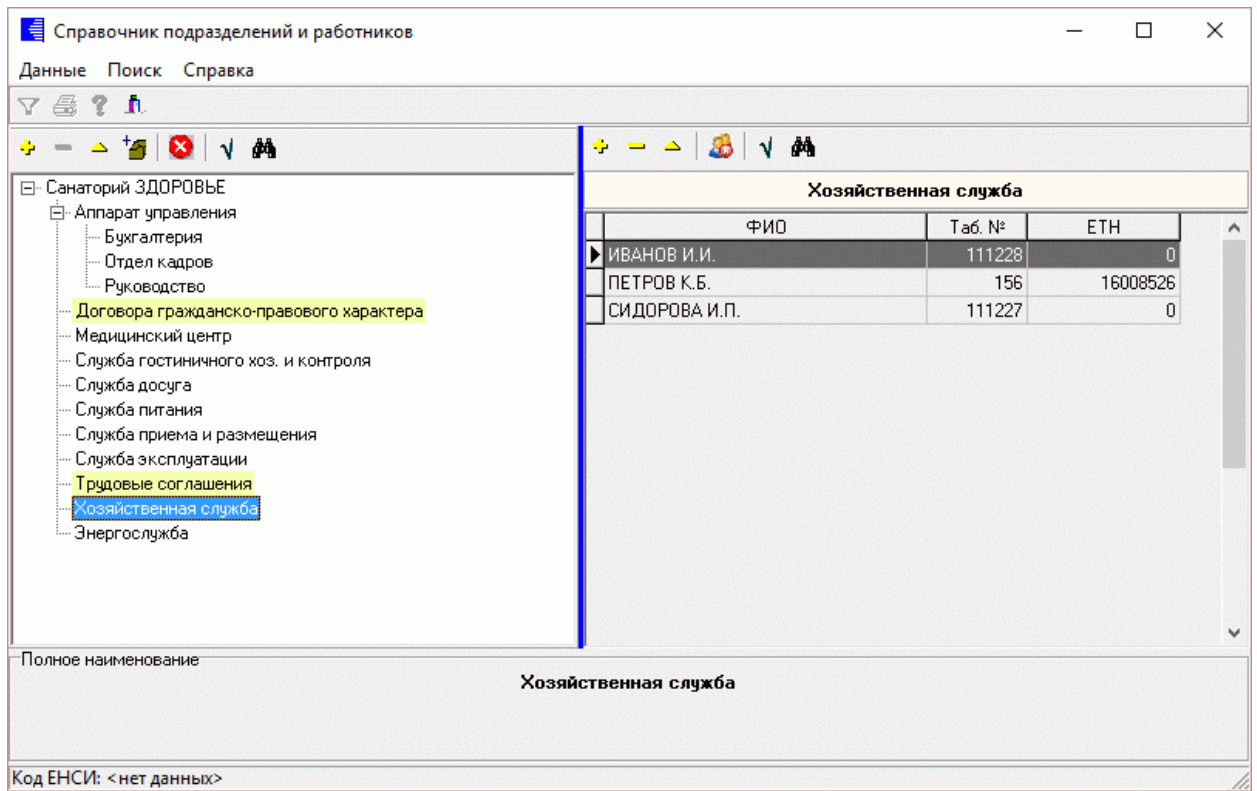 Справочник подразделений и работников
Данные Поиск Справка
Санаторий ЗДОРОВЬЕ
Аппарат управления
Бухгалтерия
Отдел кадров
Руководство
Договора гражданско-правового характера
Медицинский центр
Служба гостиничного хоз. и контроля
Служба досуга
Служба питания
Служба приема и размещения
Служба эксплуатации
Трудовые соглашения
Хозяйственная служба
Энергослужба
Хозяйственная служба
ФИО Таб. № ЕТН
ИВАНОВ И.И. 111228 0
ПЕТРОВ К.Б. 156 16008526
СИДОРОВА И.П. 111227 0
Полное наименование
Хозяйственная служба
Код ЕНСИ: <нет данных>